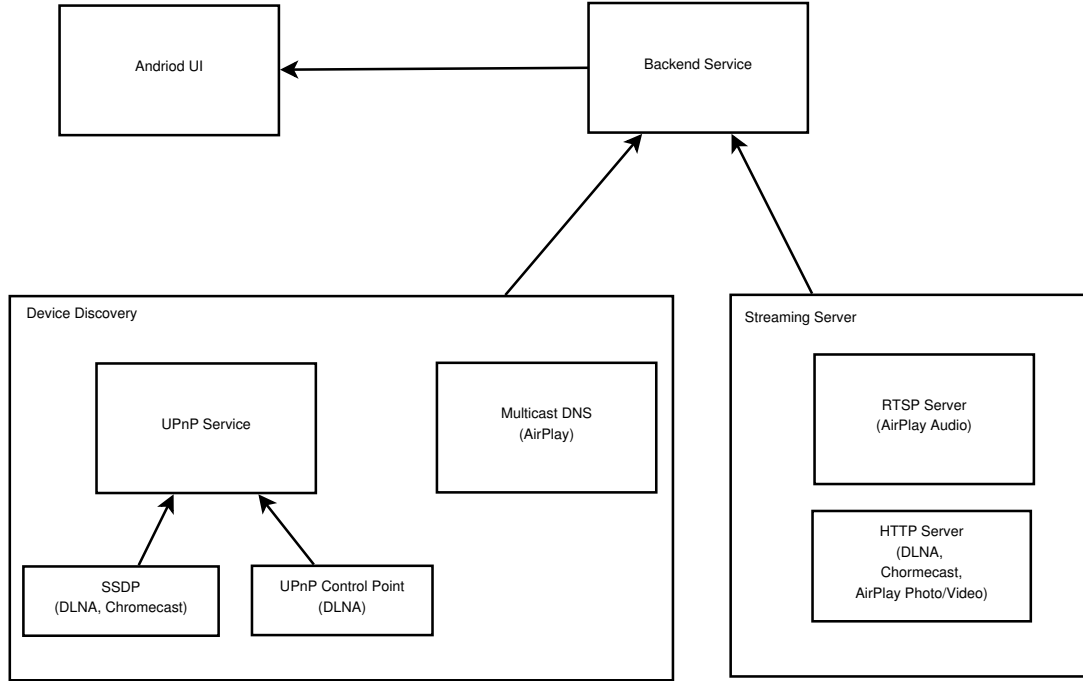 Andriod UI
Backend Service
Device Discovery
UPnP Service
Multicast DNS
(AirPlay)
SSDP
(DLNA, Chromecast)
UPnP Control Point
(DLNA)
Streaming Server
RTSP Server
(AirPlay Audio)
HTTP Server
(DLNA,
Chormecast,
AirPlay Photo/Video)